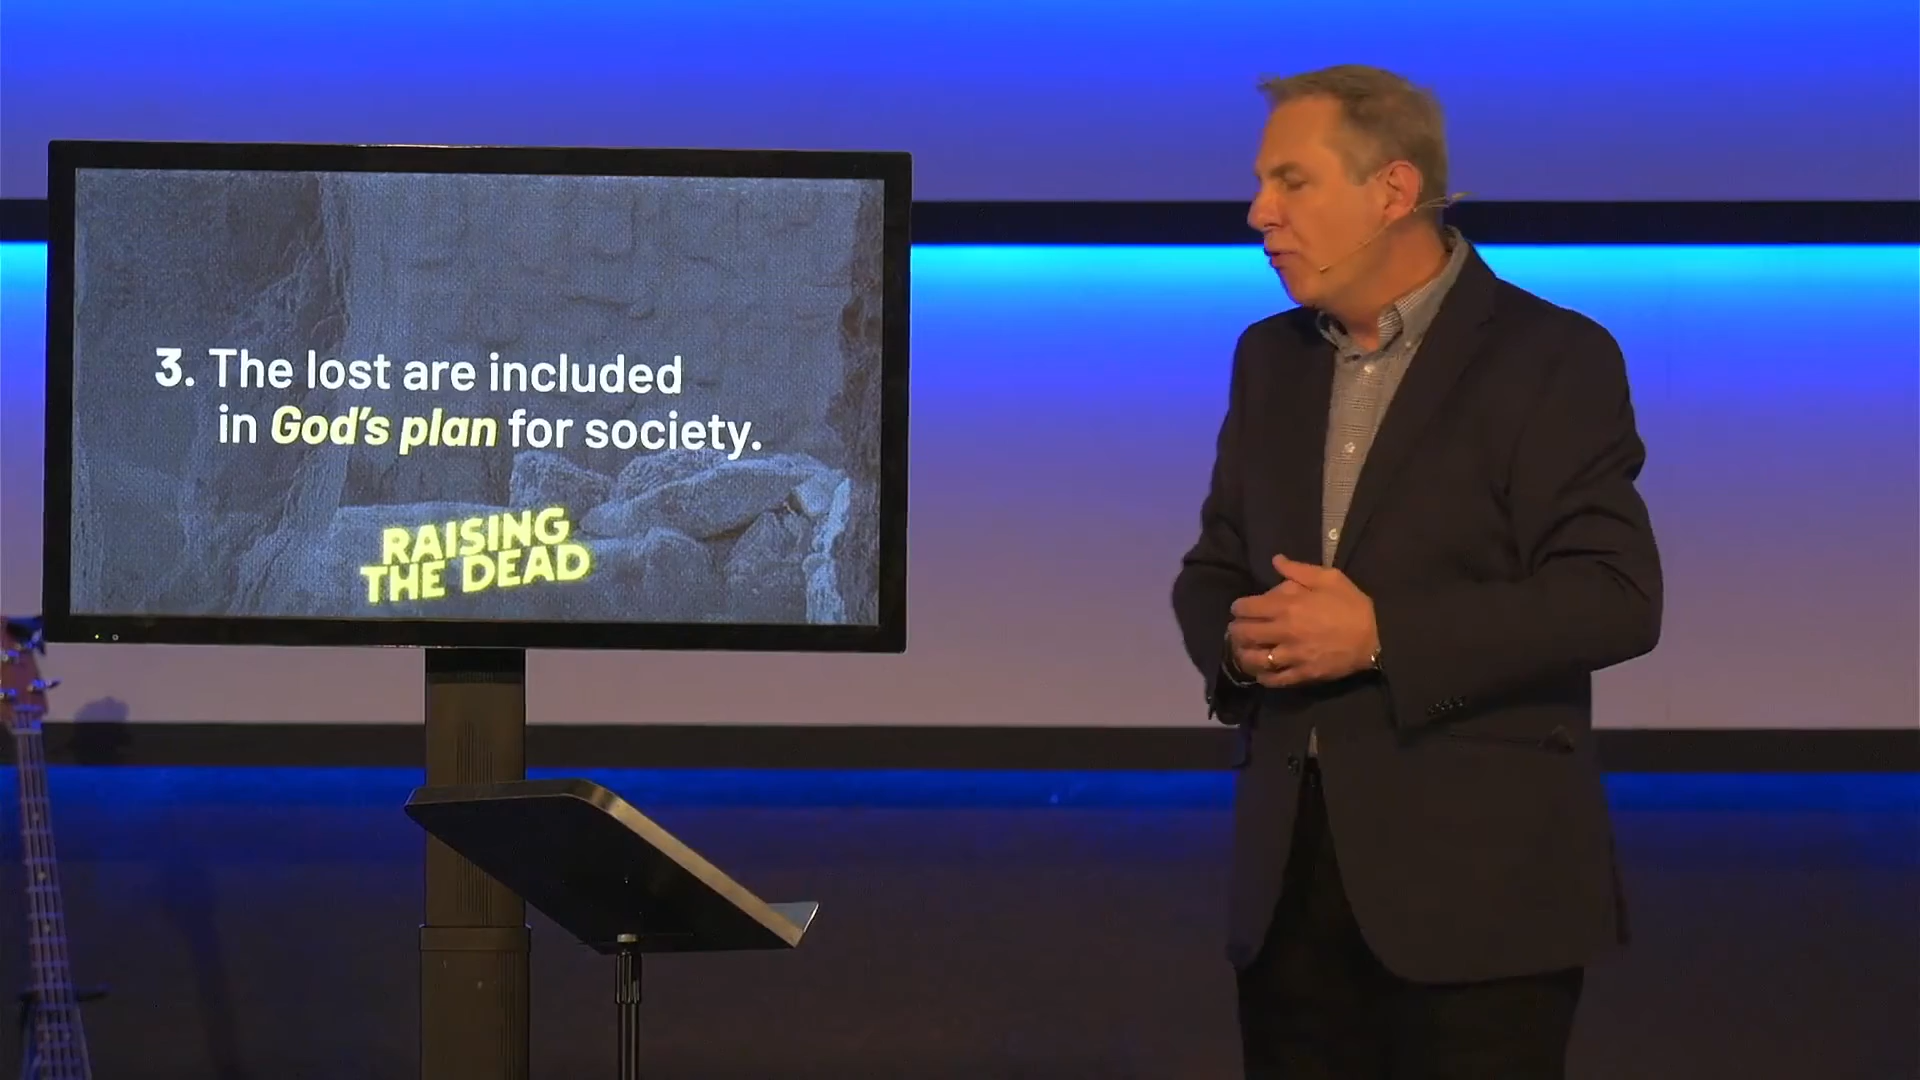 3. The lost are included
in God's plan for society.
RAISING
THE DEAD